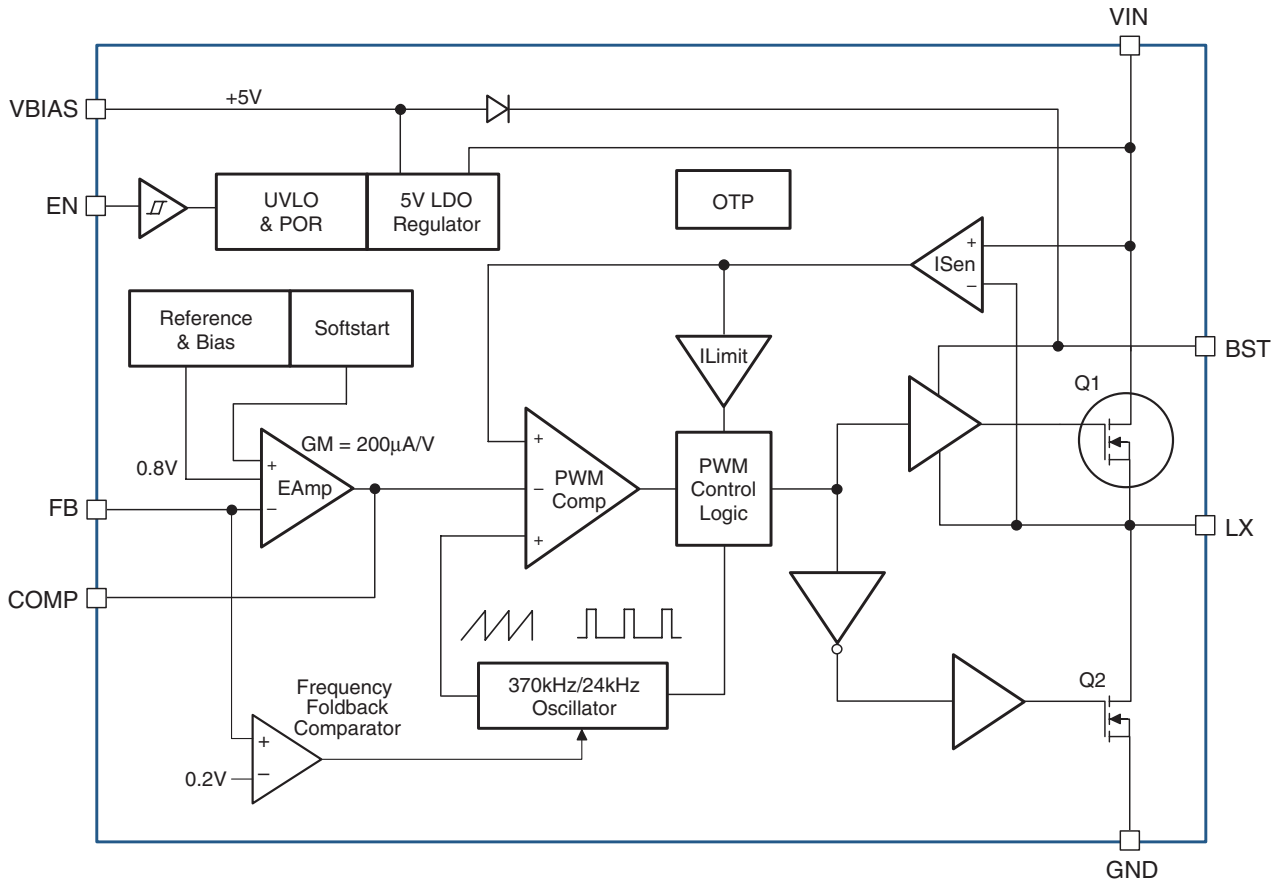 VIN
VBIAS
+5V
EN
UVLO
& POR
5V LDO
Regulator
OTP
+
ISen
−
Reference
& Bias
Softstart
ILimit
BST
Q1
GM = 200μA/V
0.8V
+
EAmp
−
FB
+
−
PWM
Comp
+
PWM
Control
Logic
LX
COMP
370kHz/24kHz
Oscillator
Frequency
Foldback
Comparator
+
0.2V
−
Q2
GND